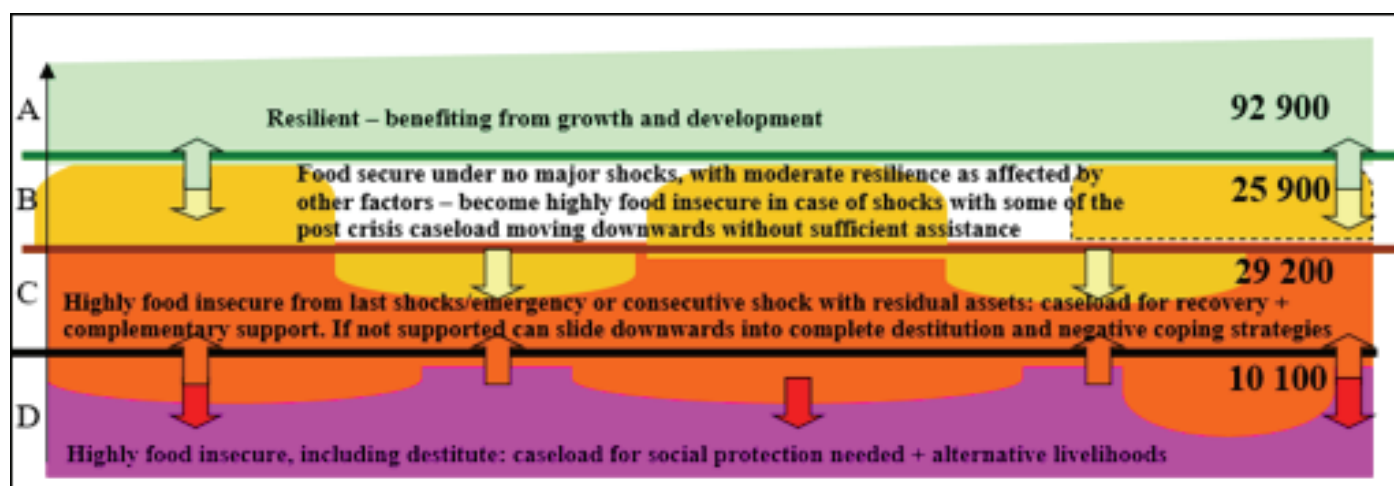 A
Resilient – benefiting from growth and development
92 900
B
Food secure under no major shocks, with moderate resilience as affected by
other factors – become highly food insecure in case of shocks with some of the
post crisis caseload moving downwards without sufficient assistance
25 900
C
29 200
Highly food insecure from last shocks/emergency or consecutive shock with residual assets: caseload for recovery +
complementary support. If not supported can slide downwards into complete destitution and negative coping strategies
10 100
D
Highly food insecure, including destitute: caseload for social protection needed + alternative livelihoods